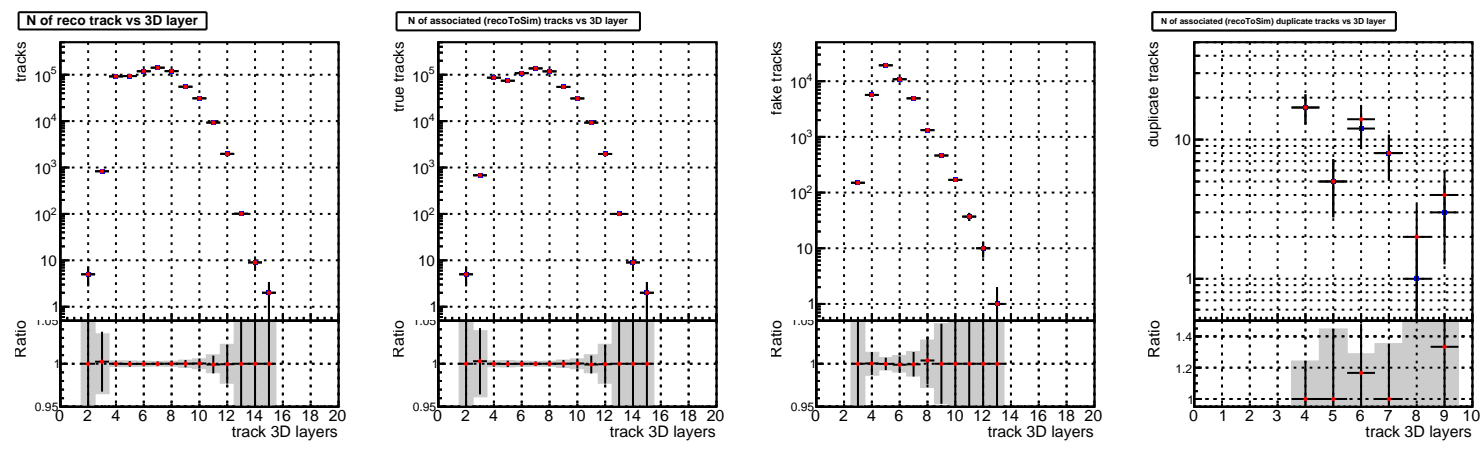 N of reco track vs 3D layer
tracks
10^5
10^4
10^3
10^2
10
1
Ratio
1.05
1
0.95
0 2 4 6 8 10 12 14 16 18 20
track 3D layers
N of associated (recoToSim) tracks vs 3D layer
true tracks
10^5
10^4
10^3
10^2
10
1
Ratio
1.05
1
0.95
0 2 4 6 8 10 12 14 16 18 20
track 3D layers
fake tracks
10^4
10^3
10^2
10
1
Ratio
1.05
1
0.95
0 2 4 6 8 10 12 14 16 18 20
track 3D layers
N of associated (recoToSim) duplicate tracks vs 3D layer
duplicate tracks
10
1
Ratio
1.4
1.2
1
0 1 2 3 4 5 6 7 8 9 10
track 3D layers